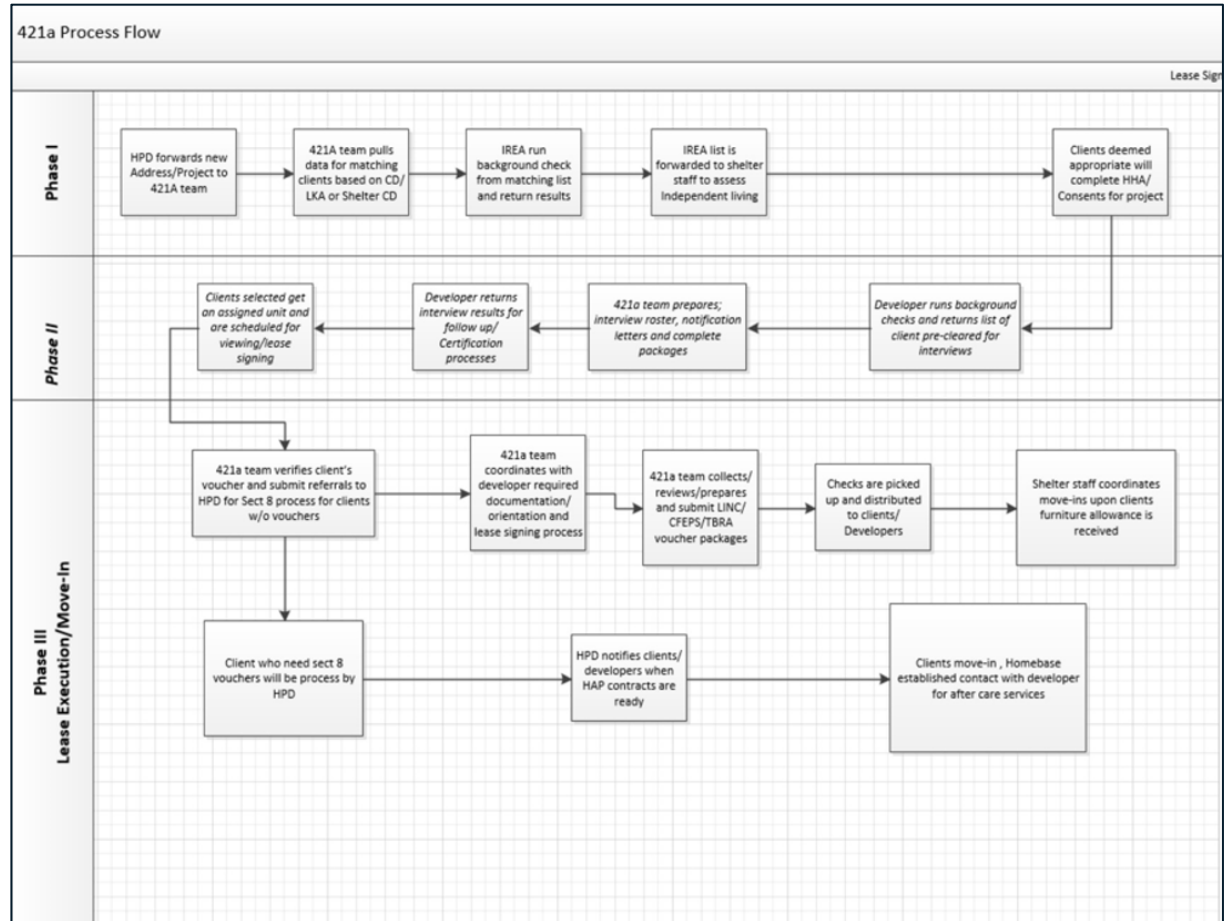 421a Process Flow
Lease Sign
Phase I
HPD forwards new
Address/Project to
421A team
421A team pulls
data for matching
clients based on CD/
LKA or Shelter CD
IREA run
background check
from matching list
and return results
IREA list is
forwarded to shelter
staff to assess
Independent living
Clients deemed
appropriate will
complete HHA/
Consents for project
Phase II
Clients selected get
an assigned unit and
are scheduled for
viewing/lease
signing
Developer returns
interview results for
follow up/
Certification
processes
421a team prepares;
interview roster, notification
letters and complete
packages
Developer runs background
checks and returns list of
client pre-cleared for
interviews
Phase III
Lease Execution/Move-In
421a team verifies client's
voucher and submit referrals to
HPD for Sect 8 process for clients
w/o vouchers
421a team
coordinates with
developer required
documentation/
orientation and
lease signing process
421a team collects/
reviews/prepares
and submit LINC/
CFEPS/TBRA
voucher packages
Checks are picked
up and distributed
to clients/
Developers
Shelter staff coordinates
move-ins upon clients
furniture allowance is
received
Client who need sect 8
vouchers will be process by
HPD
HPD notifies clients/
developers when
HAP contracts are
ready
Clients move-in , Homebase
established contact with developer
for after care services